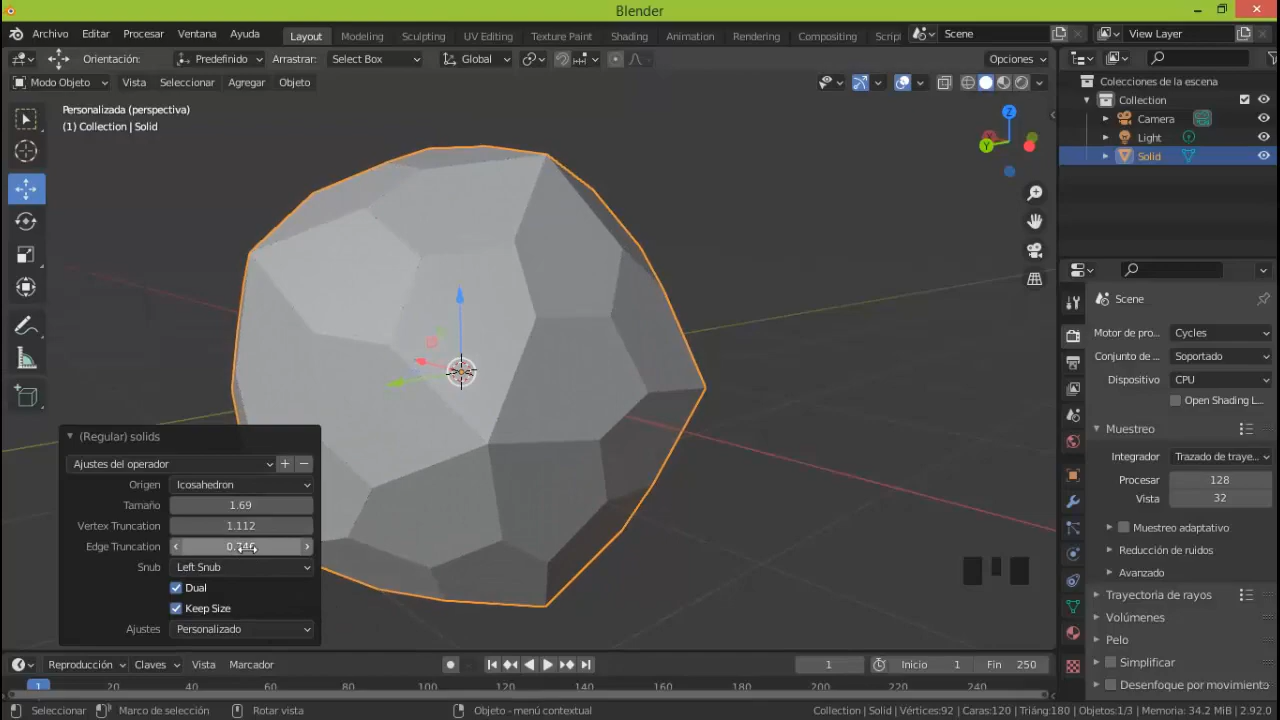 Blender
Archivo Editar Procesar Ventana Ayuda Layout Modeling Sculpting UV Editing Texture Paint Shading Animation Rendering Compositing Script Scene View Layer
Orientación: Predefinido Arrastrar: Select Box Global Opciones
Modo Objeto Vista Seleccionar Agregar Objeto
Personalizada (perspectiva)
(1) Collection | Solid
Z
Y
Colecciones de la escena
Collection
Camera
Light
Solid
Scene
Motor de pro... Cycles
Conjunto de ... Soportado
Dispositivo CPU
Open Shading L...
Muestreo
Integrador Trazado de traye...
Procesar 128
Vista 32
Muestreo adaptativo
Reducción de ruidos
Avanzado
Trayectoria de rayos
Volúmenes
Pelo
Simplificar
Desenfoque por movimiento
(Regular) solids
Ajustes del operador
Origen Icosahedron
Tamaño 1.69
Vertex Truncation 1.112
Edge Truncation
Snub Left Snub
Dual
Keep Size
Ajustes Personalizado
Reproducción Claves Vista Marcador 1 Inicio 1 Fin 250
1 20 40 60 80 100 120 140 160 180 200 220 240
Seleccionar Marco de selección Rotar vista Objeto - menú contextual Collection | Solid | Vértices:92 | Caras:120 | Triáng:180 | Objetos:1/3 | Memoria: 34.2 MiB | 2.92.0